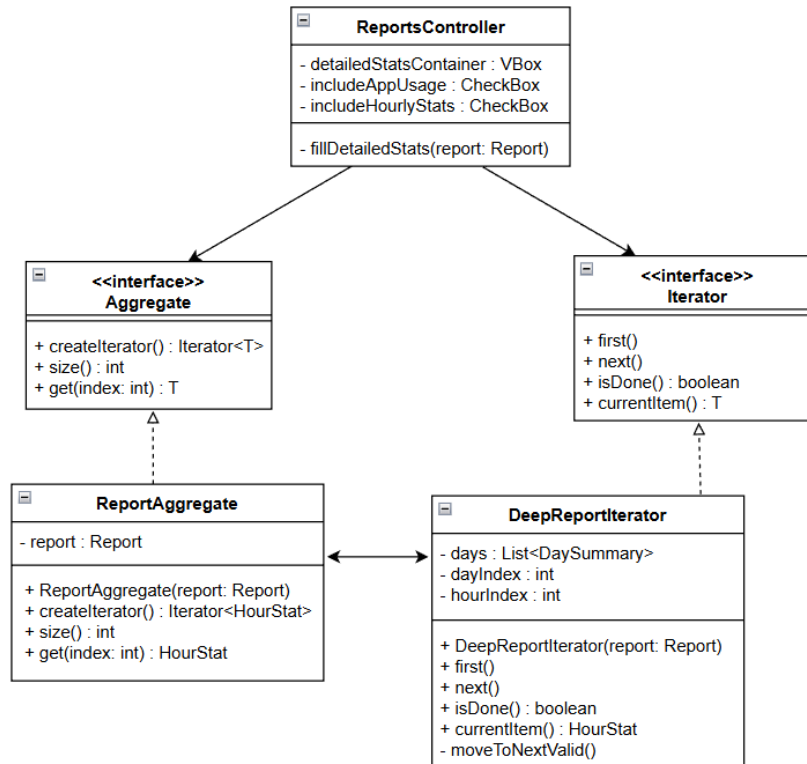 ReportsController
- detailedStatsContainer : VBox
- includeAppUsage : CheckBox
- includeHourlyStats : CheckBox
- fillDetailedStats(report: Report)
<<interface>>
Aggregate
+ createIterator() : Iterator<T>
+ size() : int
+ get(index: int) : T
<<interface>>
Iterator
+ first()
+ next()
+ isDone() : boolean
+ currentItem() : T
ReportAggregate
- report : Report
+ ReportAggregate(report: Report)
+ createIterator() : Iterator<HourStat>
+ size() : int
+ get(index: int) : HourStat
DeepReportIterator
- days : List<DaySummary>
- dayIndex : int
- hourIndex : int
+ DeepReportIterator(report: Report)
+ first()
+ next()
+ isDone() : boolean
+ currentItem() : HourStat
- moveToNextValid()